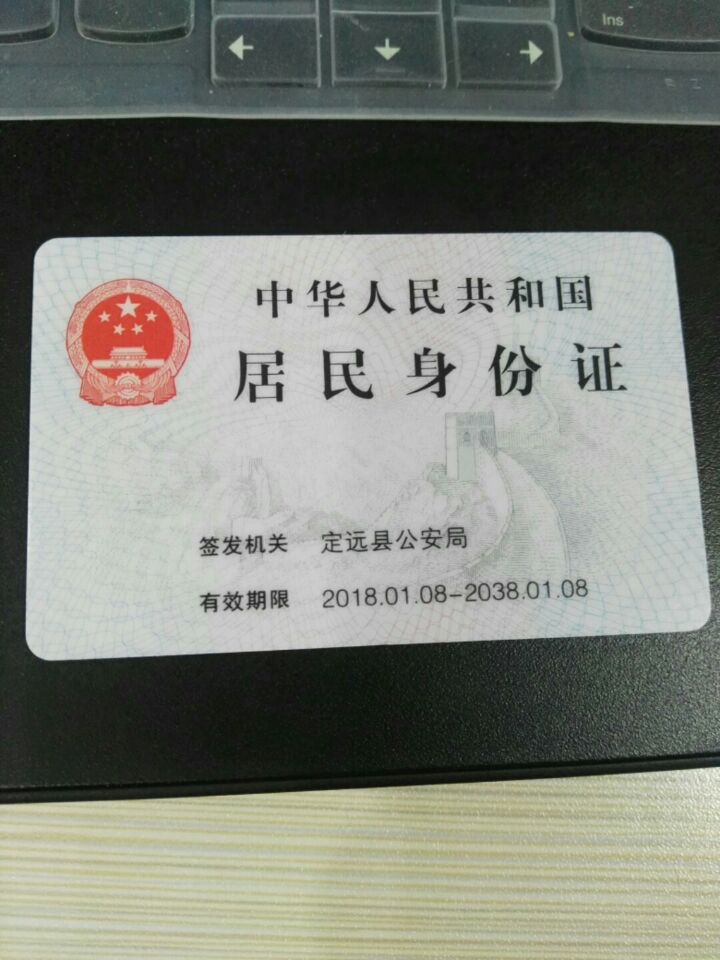 Ins
中华人民共和国
居民身份证
签发机关 定远县公安局
有效期限 2018.01.08-2038.01.08